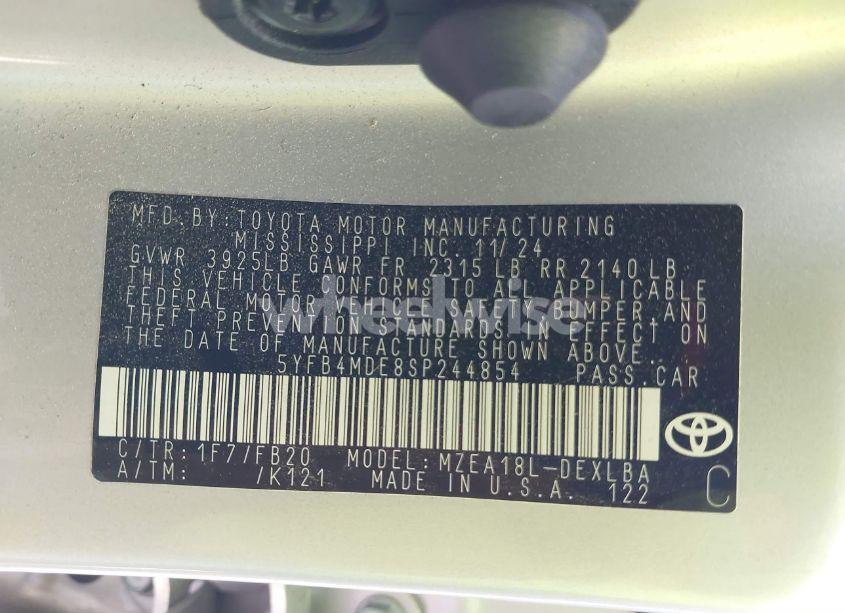 MFD.BY:TOYOTA MOTOR MANUFACTURING
MISSISSIPPI INC. 11/24
GVWR 3925LB GAWR FR 2315 LB RR 2140 LB
THIS VEHICLE CONFORMS TO ALL APPLICABLE
FEDERAL MOTOR VEHICLE SAFETY, BUMPER, AND
THEFT PREVENTION STANDARDS IN EFFECT ON
THE DATE OF MANUFACTURE SHOWN ABOVE.
5YFB4MDE8SP244854 PASS.CAR
C/TR: 1F7/FB20 MODEL:MZEA18L-DEXLBA
A/TM: /K121 MADE IN U.S.A. 122
C
wheelwise